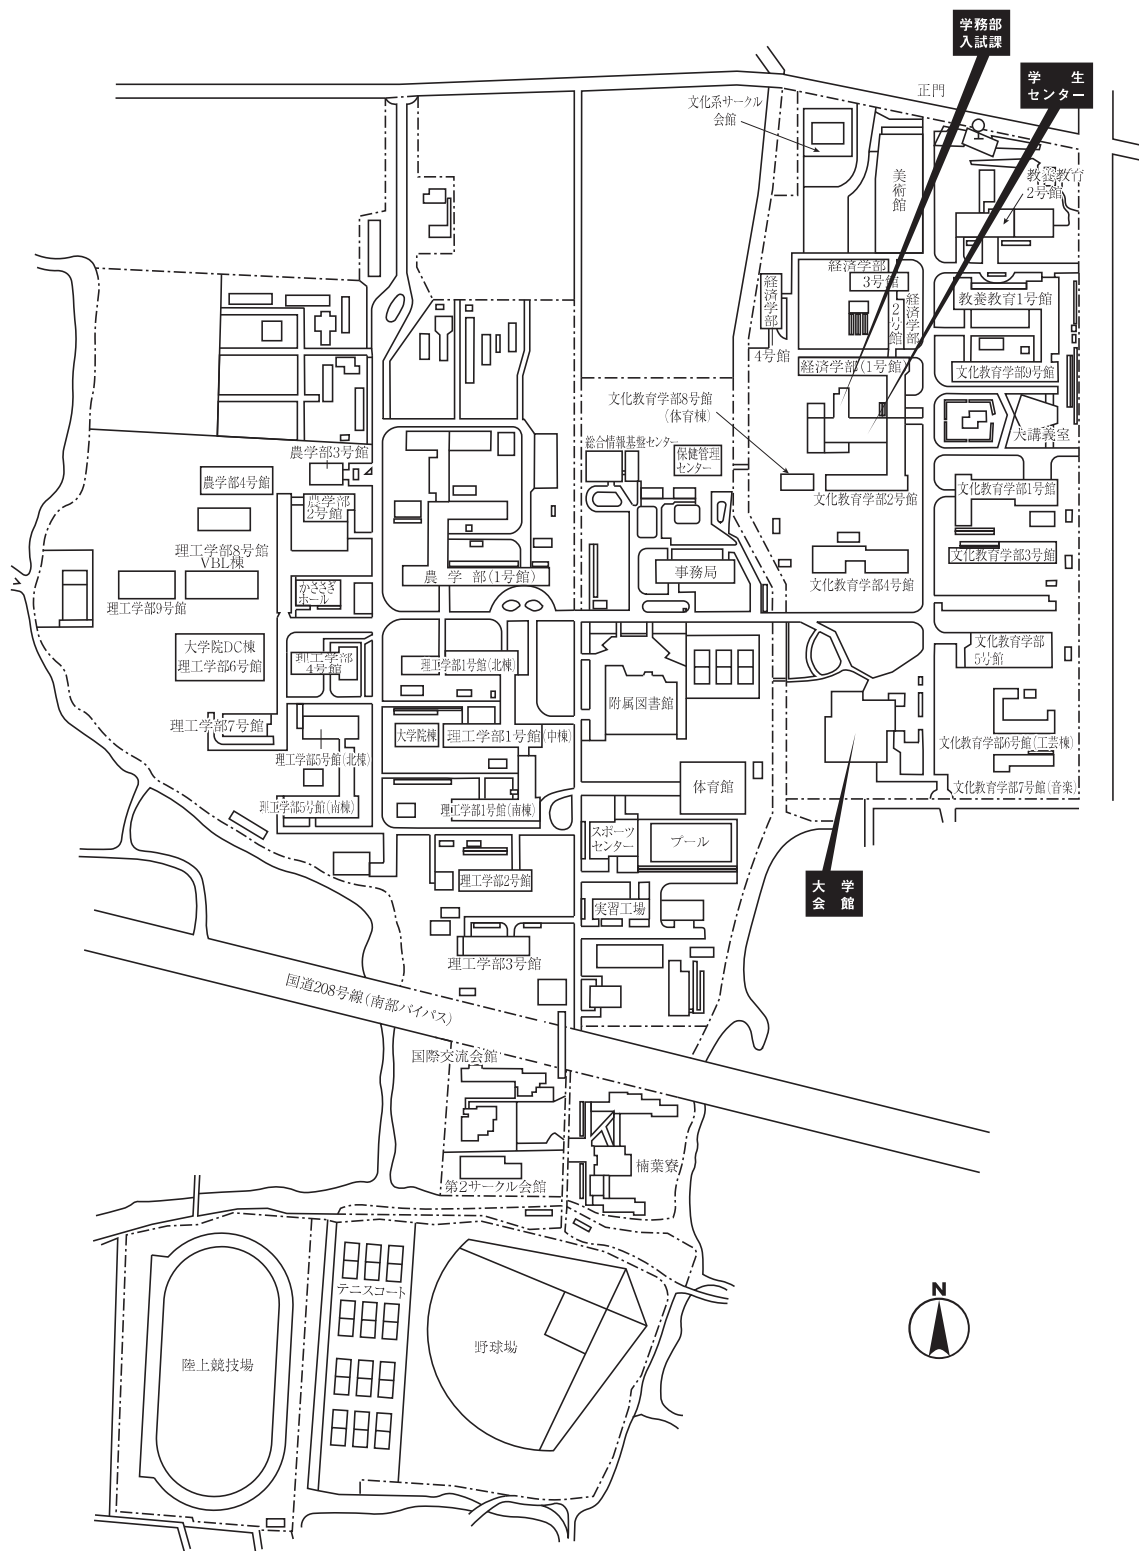 学務部
入試課
学　生
センター
正門
文化系サークル
会館
美術館
教養教育
2号館
経済学部
3号館
経済学部
2号館
経済学部
4号館
教養教育1号館
経済学部(1号館)
文化教育学部9号館
文化教育学部8号館
(体育棟)
大講義室
総合情報基盤センター
保健管理
センター
農学部3号館
農学部4号館
農学部
2号館
文化教育学部2号館
文化教育学部1号館
理工学部8号館
VBL棟
文化教育学部3号館
農 学 部(1号館)
事務局
文化教育学部4号館
かささぎ
ホール
理工学部9号館
大学院DC棟
理工学部6号館
理工学部
4号館
理工学部1号館(北棟)
文化教育学部
5号館
附属図書館
理工学部7号館
大学院棟
理工学部1号館(中棟)
文化教育学部6号館(工芸棟)
理工学部5号館(北棟)
体育館
文化教育学部7号館(音楽)
理工学部5号館(南棟)
理工学部1号館(南棟)
スポーツ
センター
プール
理工学部2号館
大　学
会　館
実習工場
理工学部3号館
国道208号線(南部バイパス)
国際交流会館
楠葉寮
第2サークル会館
テニスコート
N
野球場
陸上競技場